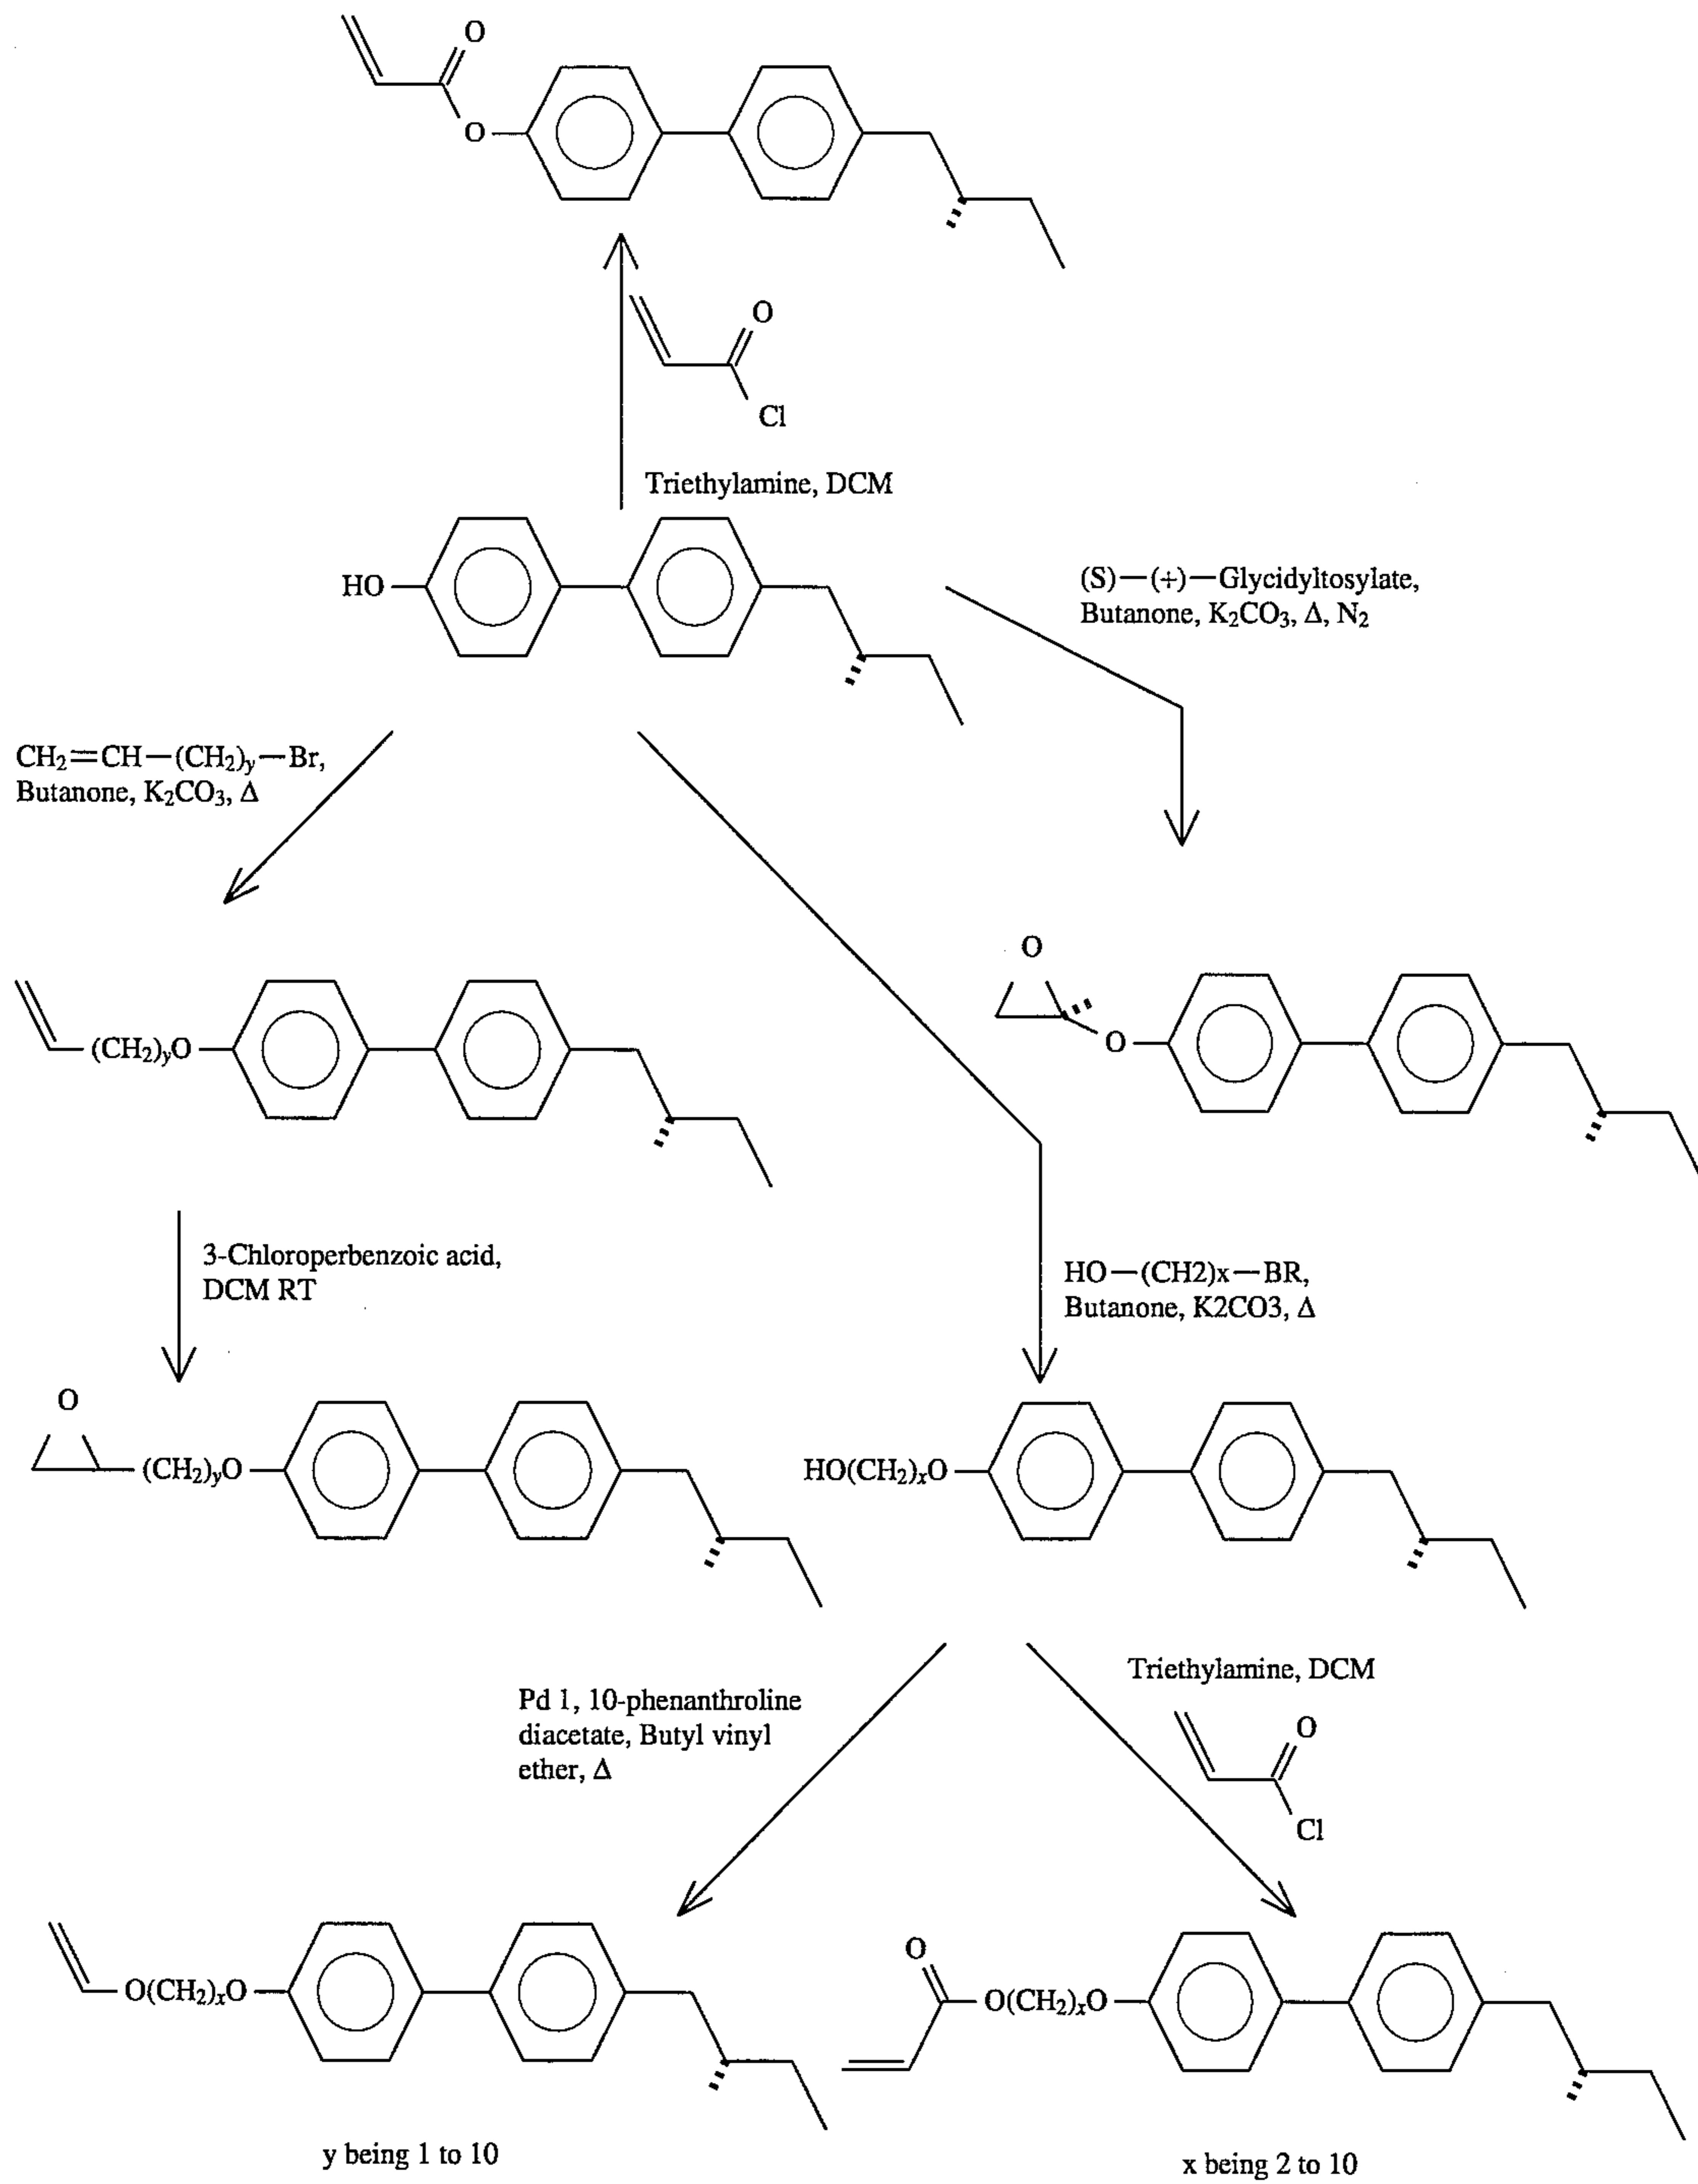 O
O
O
Cl
Triethylamine, DCM
HO
(S)—(+)—Glycidyltosylate,
Butanone, K₂CO₃, Δ, N₂
CH₂=CH—(CH₂)y—Br,
Butanone, K₂CO₃, Δ
O
O
(CH₂)yO
3-Chloroperbenzoic acid,
DCM RT
HO—(CH2)x—BR,
Butanone, K2CO3, Δ
O
(CH₂)yO
HO(CH₂)xO
Triethylamine, DCM
Pd 1, 10-phenanthroline
diacetate, Butyl vinyl
ether, Δ
O
Cl
O
O(CH₂)xO
O(CH₂)xO
y being 1 to 10
x being 2 to 10